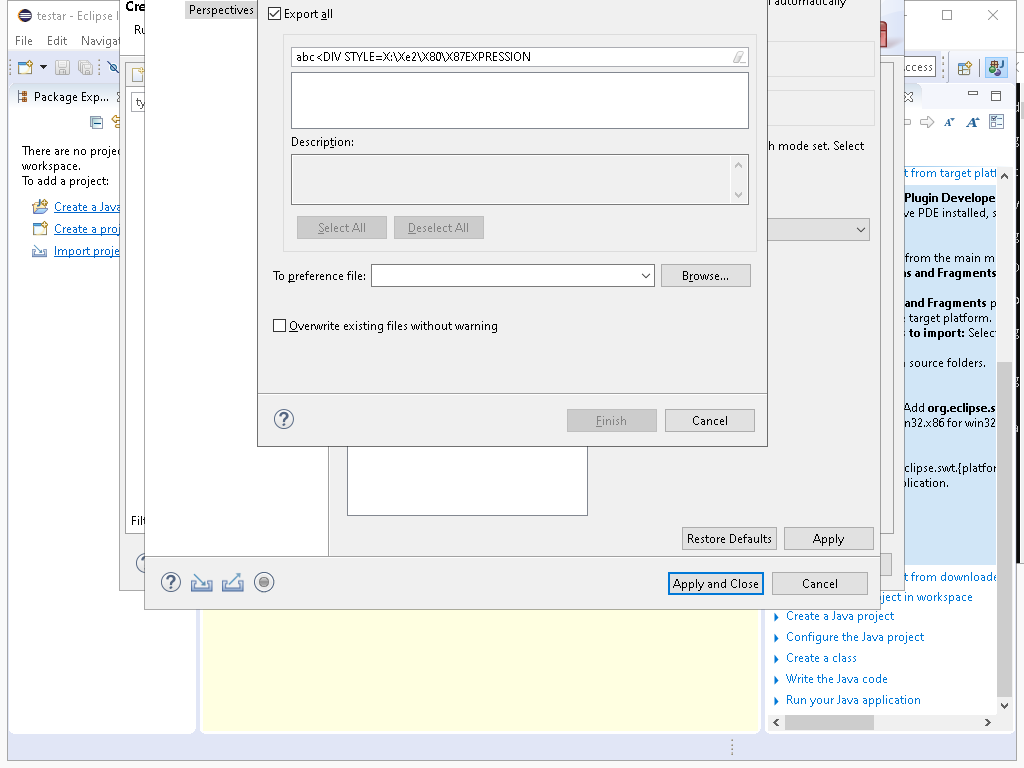 testar - Eclipse I
File Edit Naviga
Package Exp...
There are no projec
workspace.
To add a project:
Create a Java
Create a proj
Import proje
Cre
Ru
ty
Filt
Perspectives
Export all
abc<DIV STYLE=X:\Xe2\X80\X87EXPRESSION
Description:
Select All Deselect All
To preference file:
Browse...
Overwrite existing files without warning
Finish Cancel
automatically
h mode set. Select
Restore Defaults Apply
Apply and Close Cancel
ccess
t from target platf
Plugin Develope
ve PDE installed, s
from the main m
ns and Fragments
and Fragments p
e target platform.
s to import: Selec
n source folders.
Add org.eclipse.s
n32.x86 for win32
clipse.swt.{platfor
plication.
t from downloade
ject in workspace
Create a Java project
Configure the Java project
Create a class
Write the Java code
Run your Java application